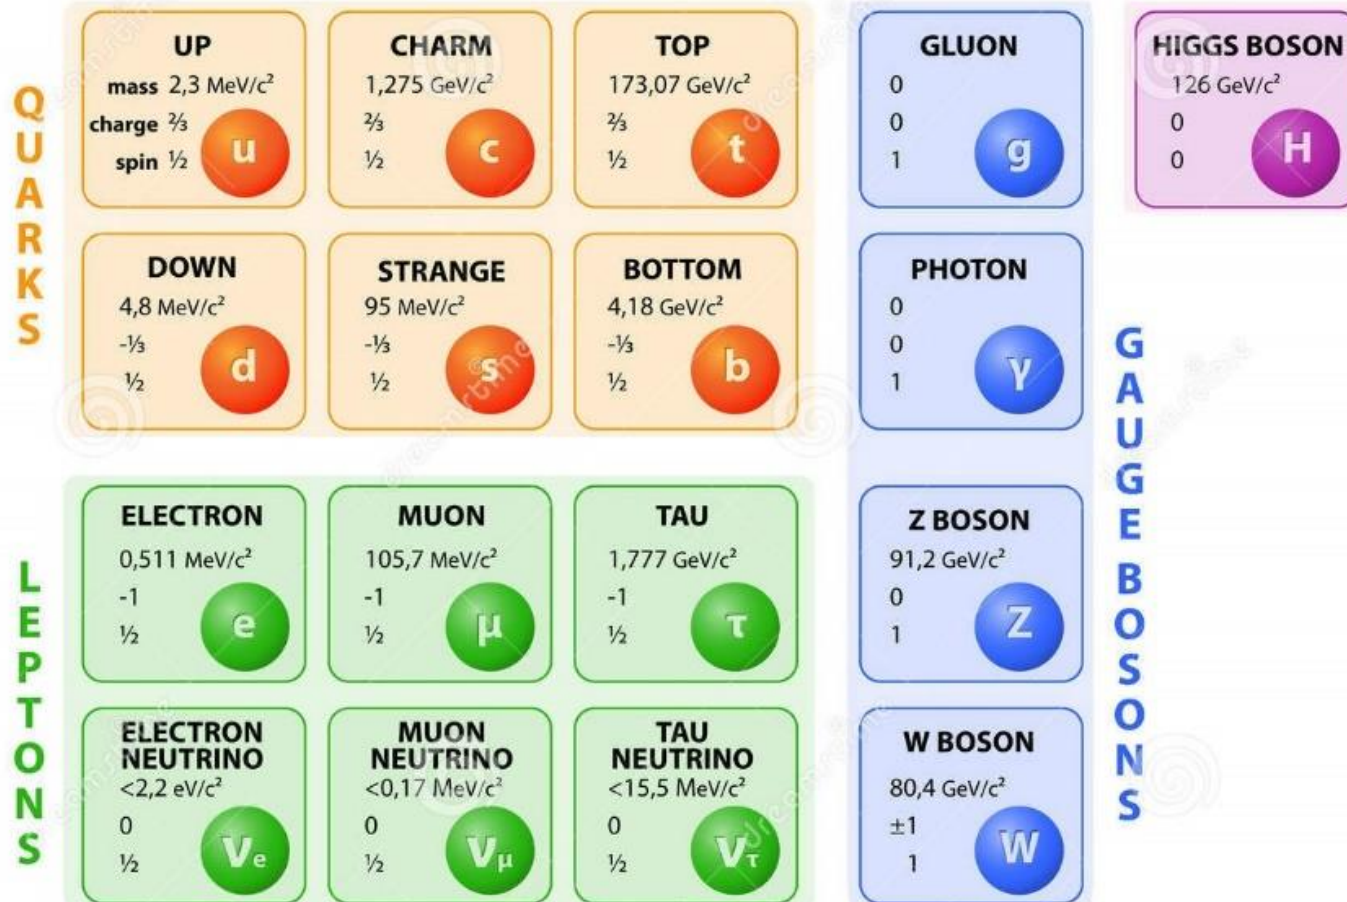 QUARKS
UP
mass 2,3 MeV/c²
charge ⅔
spin ½
u
CHARM
1,275 GeV/c²
⅔
½
c
TOP
173,07 GeV/c²
⅔
½
t
DOWN
4,8 MeV/c²
-⅓
½
d
STRANGE
95 MeV/c²
-⅓
½
s
BOTTOM
4,18 GeV/c²
-⅓
½
b
LEPTONS
ELECTRON
0,511 MeV/c²
-1
½
e
MUON
105,7 MeV/c²
-1
½
μ
TAU
1,777 GeV/c²
-1
½
τ
ELECTRON
NEUTRINO
<2,2 eV/c²
0
½
νe
MUON
NEUTRINO
<0,17 MeV/c²
0
½
νμ
TAU
NEUTRINO
<15,5 MeV/c²
0
½
ντ
GAUGE BOSONS
GLUON
0
0
1
g
PHOTON
0
0
1
γ
Z BOSON
91,2 GeV/c²
0
1
Z
W BOSON
80,4 GeV/c²
±1
1
W
HIGGS BOSON
126 GeV/c²
0
0
H